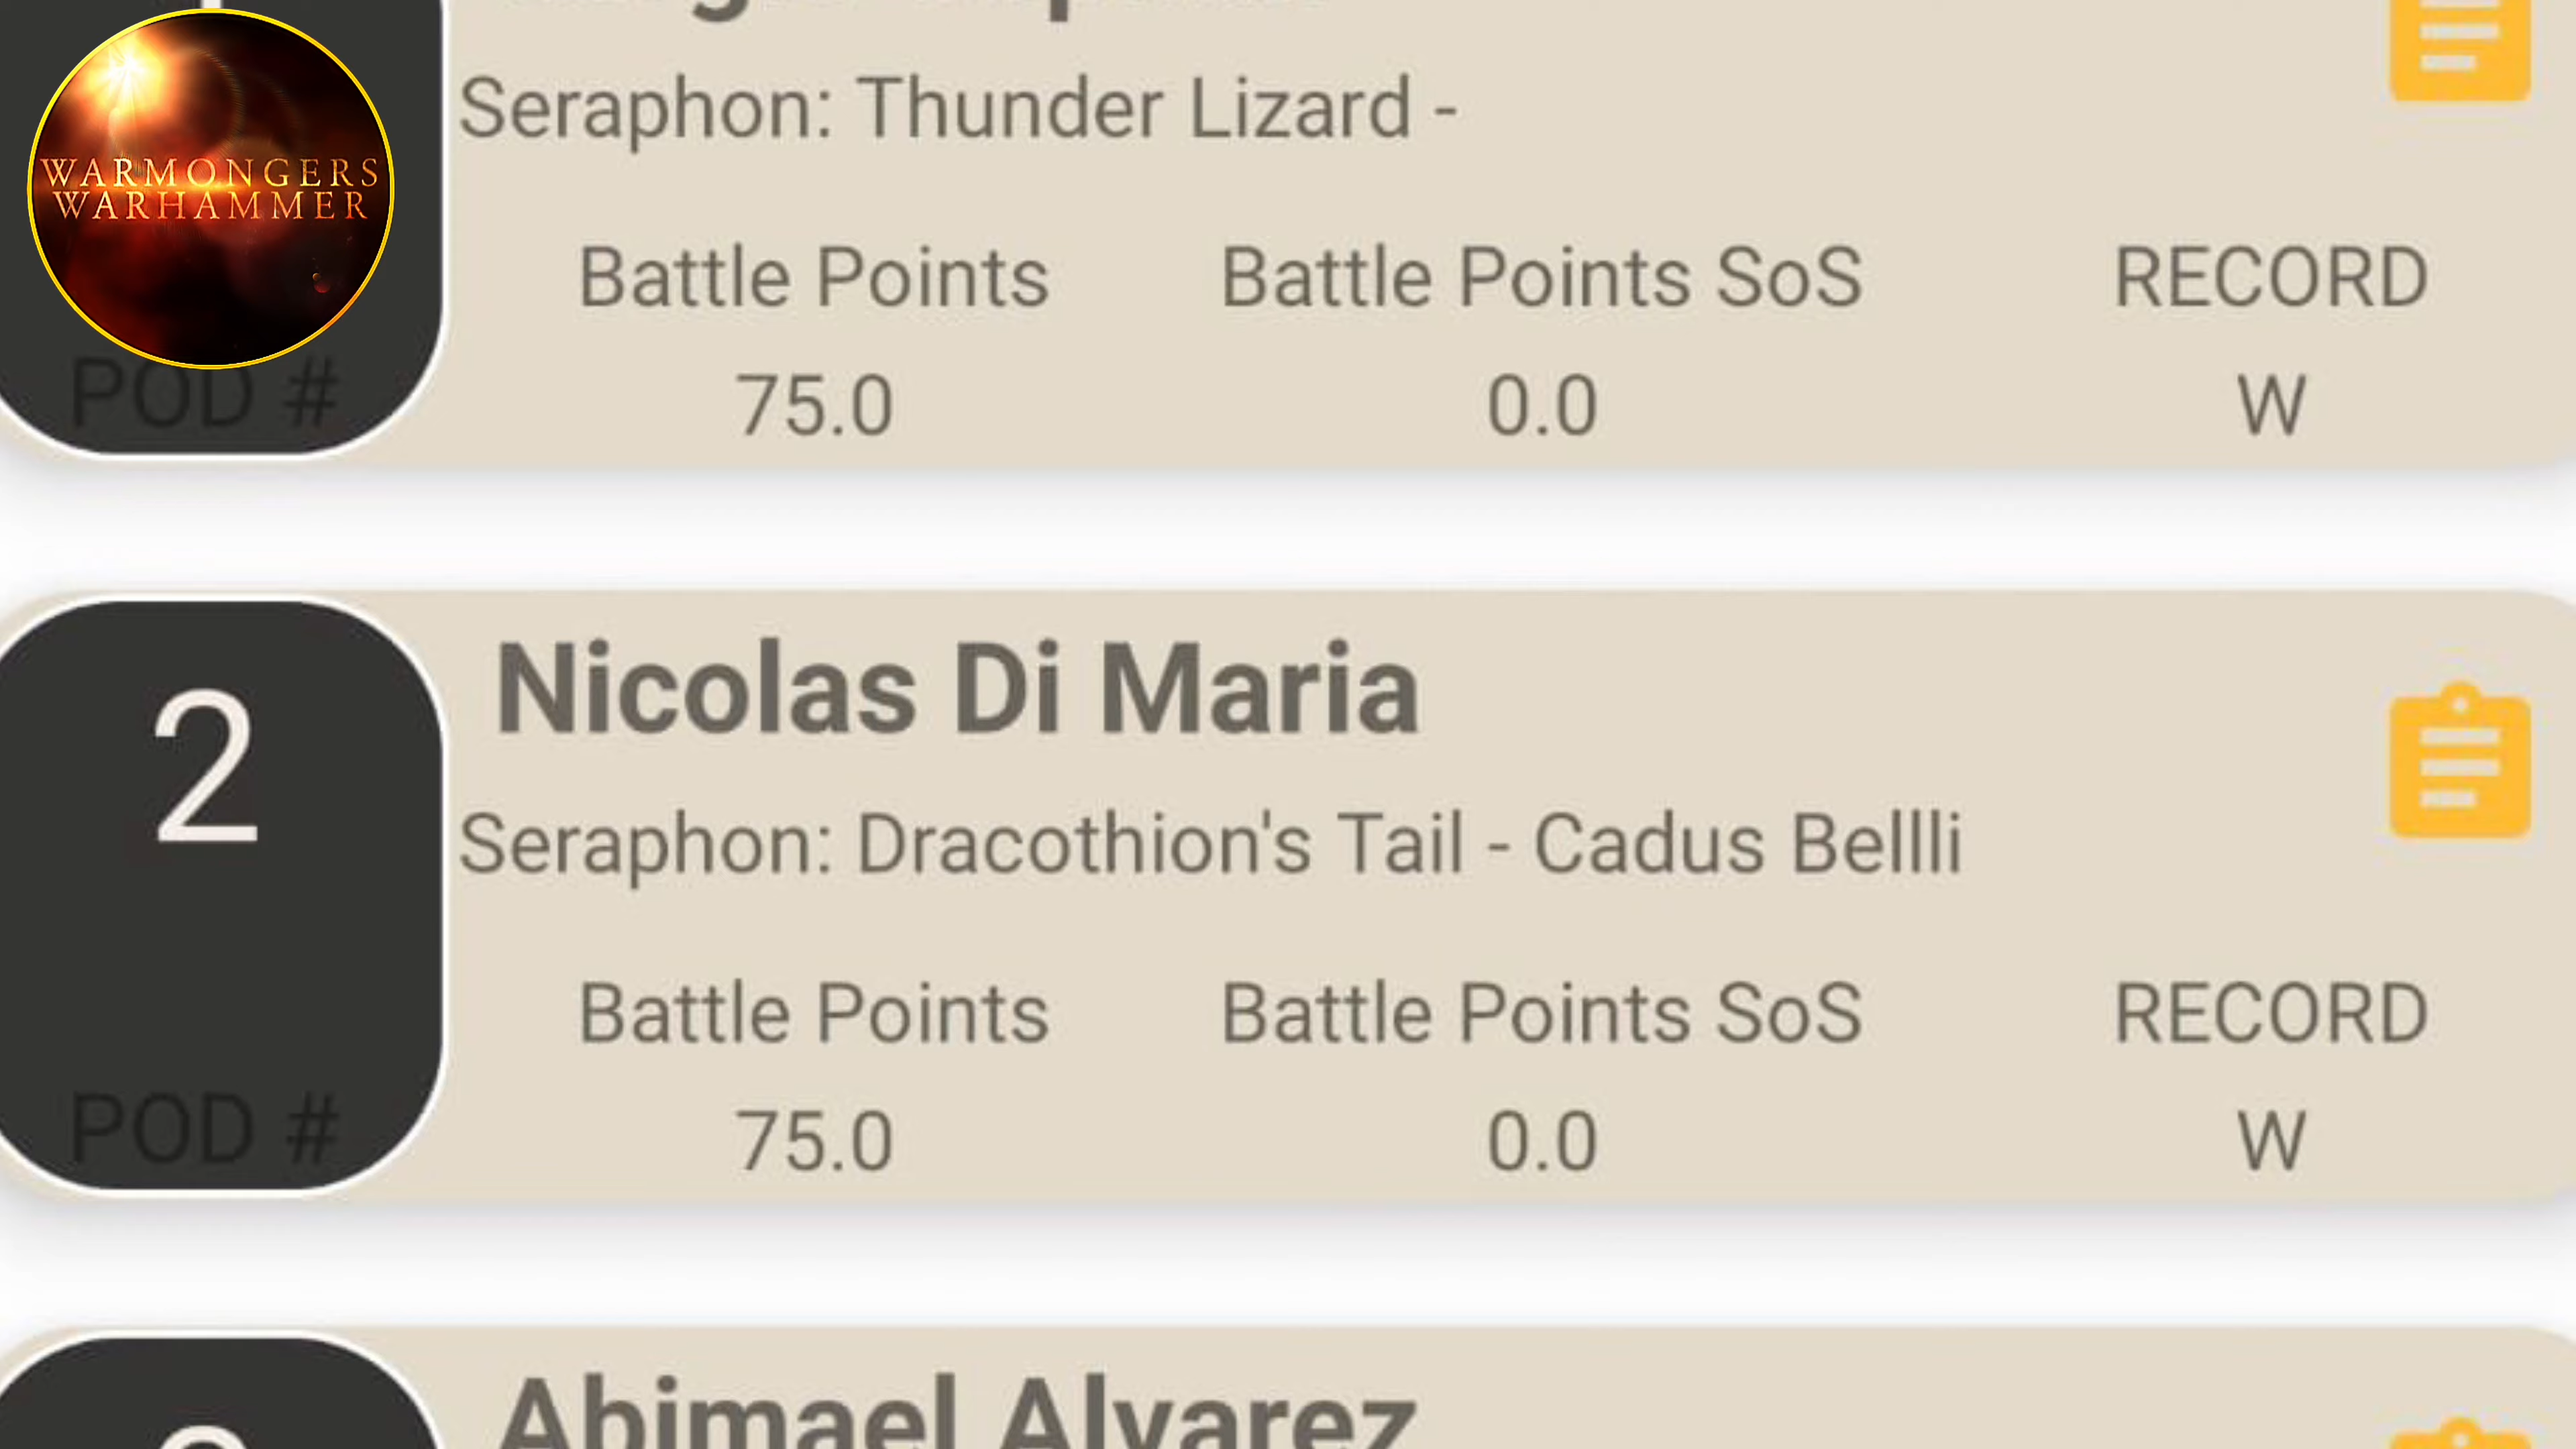 WARMONGERS
WARHAMMER
Seraphon: Thunder Lizard -
Battle Points Battle Points SoS RECORD
POD # 75.0 0.0 W
2 Nicolas Di Maria
Seraphon: Dracothion's Tail - Cadus Bellli
Battle Points Battle Points SoS RECORD
POD # 75.0 0.0 W
Abimael Alvarez